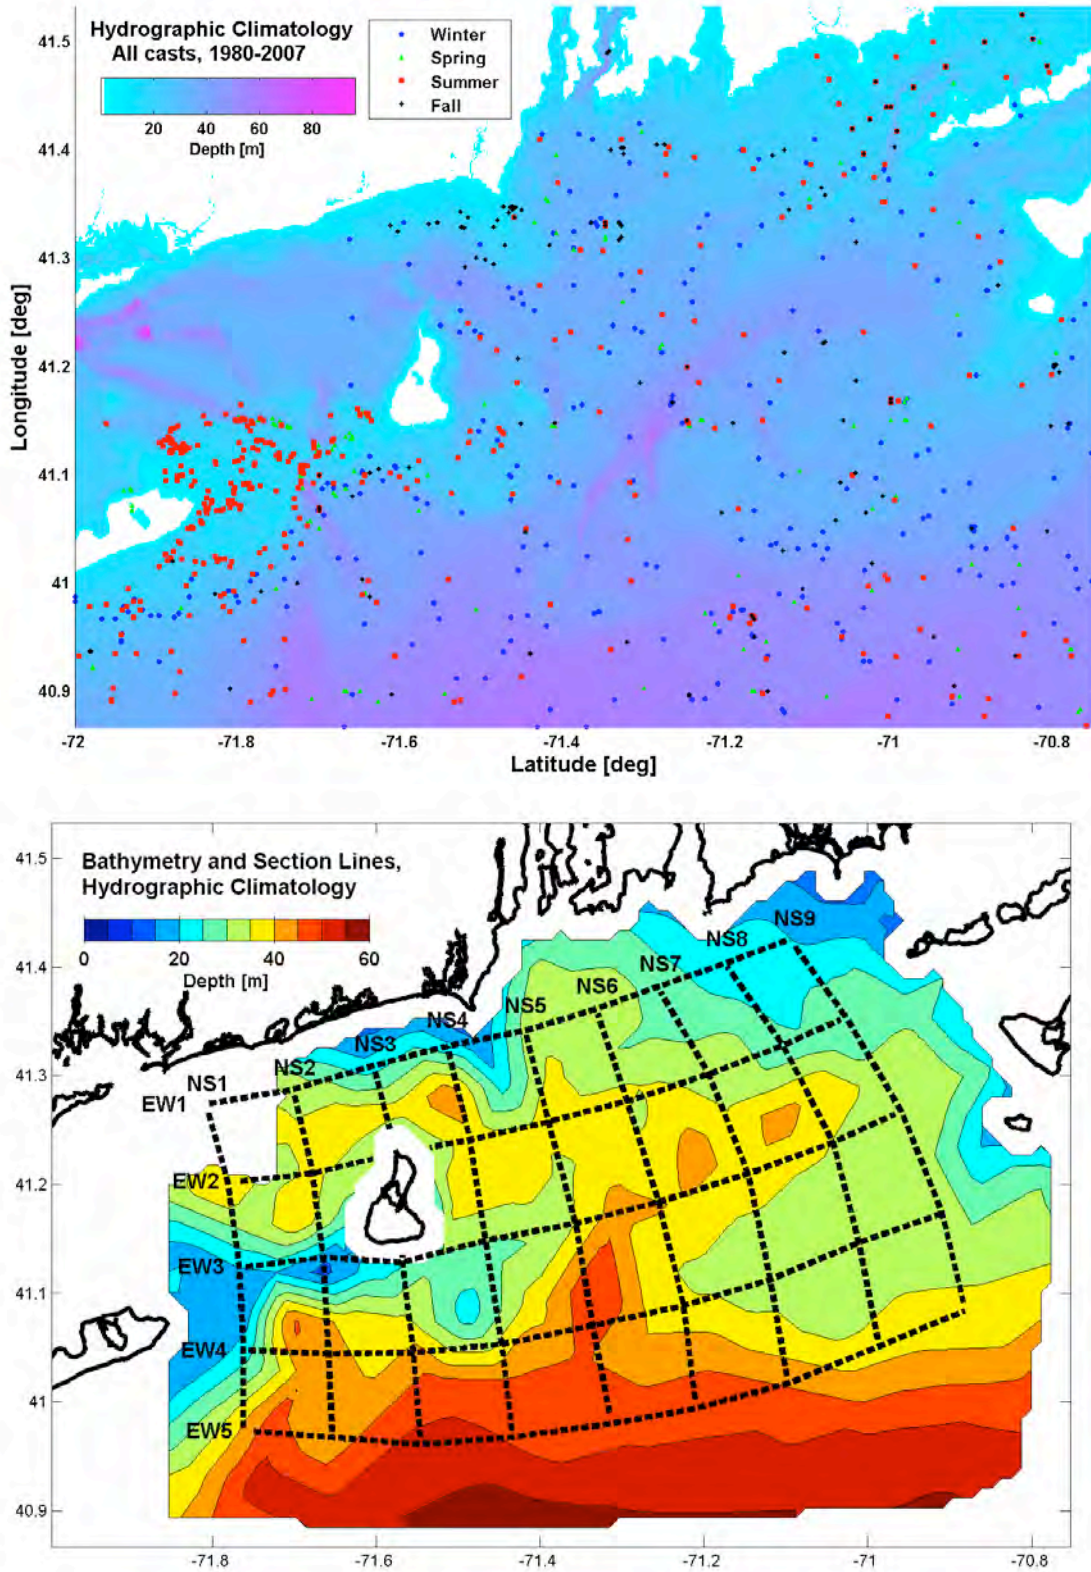 Hydrographic Climatology
All casts, 1980-2007
20 40 60 80
Depth [m]
Winter
Spring
Summer
Fall
41.5
41.4
41.3
41.2
41.1
41
40.9
Longitude [deg]
-72 -71.8 -71.6 -71.4 -71.2 -71 -70.8
Latitude [deg]
Bathymetry and Section Lines,
Hydrographic Climatology
0 20 40 60
Depth [m]
41.5
41.4
41.3
41.2
41.1
41
40.9
NS9
NS8
NS7
NS6
NS5
NS4
NS3
NS2
NS1
EW1
EW2
EW3
EW4
EW5
-71.8 -71.6 -71.4 -71.2 -71 -70.8